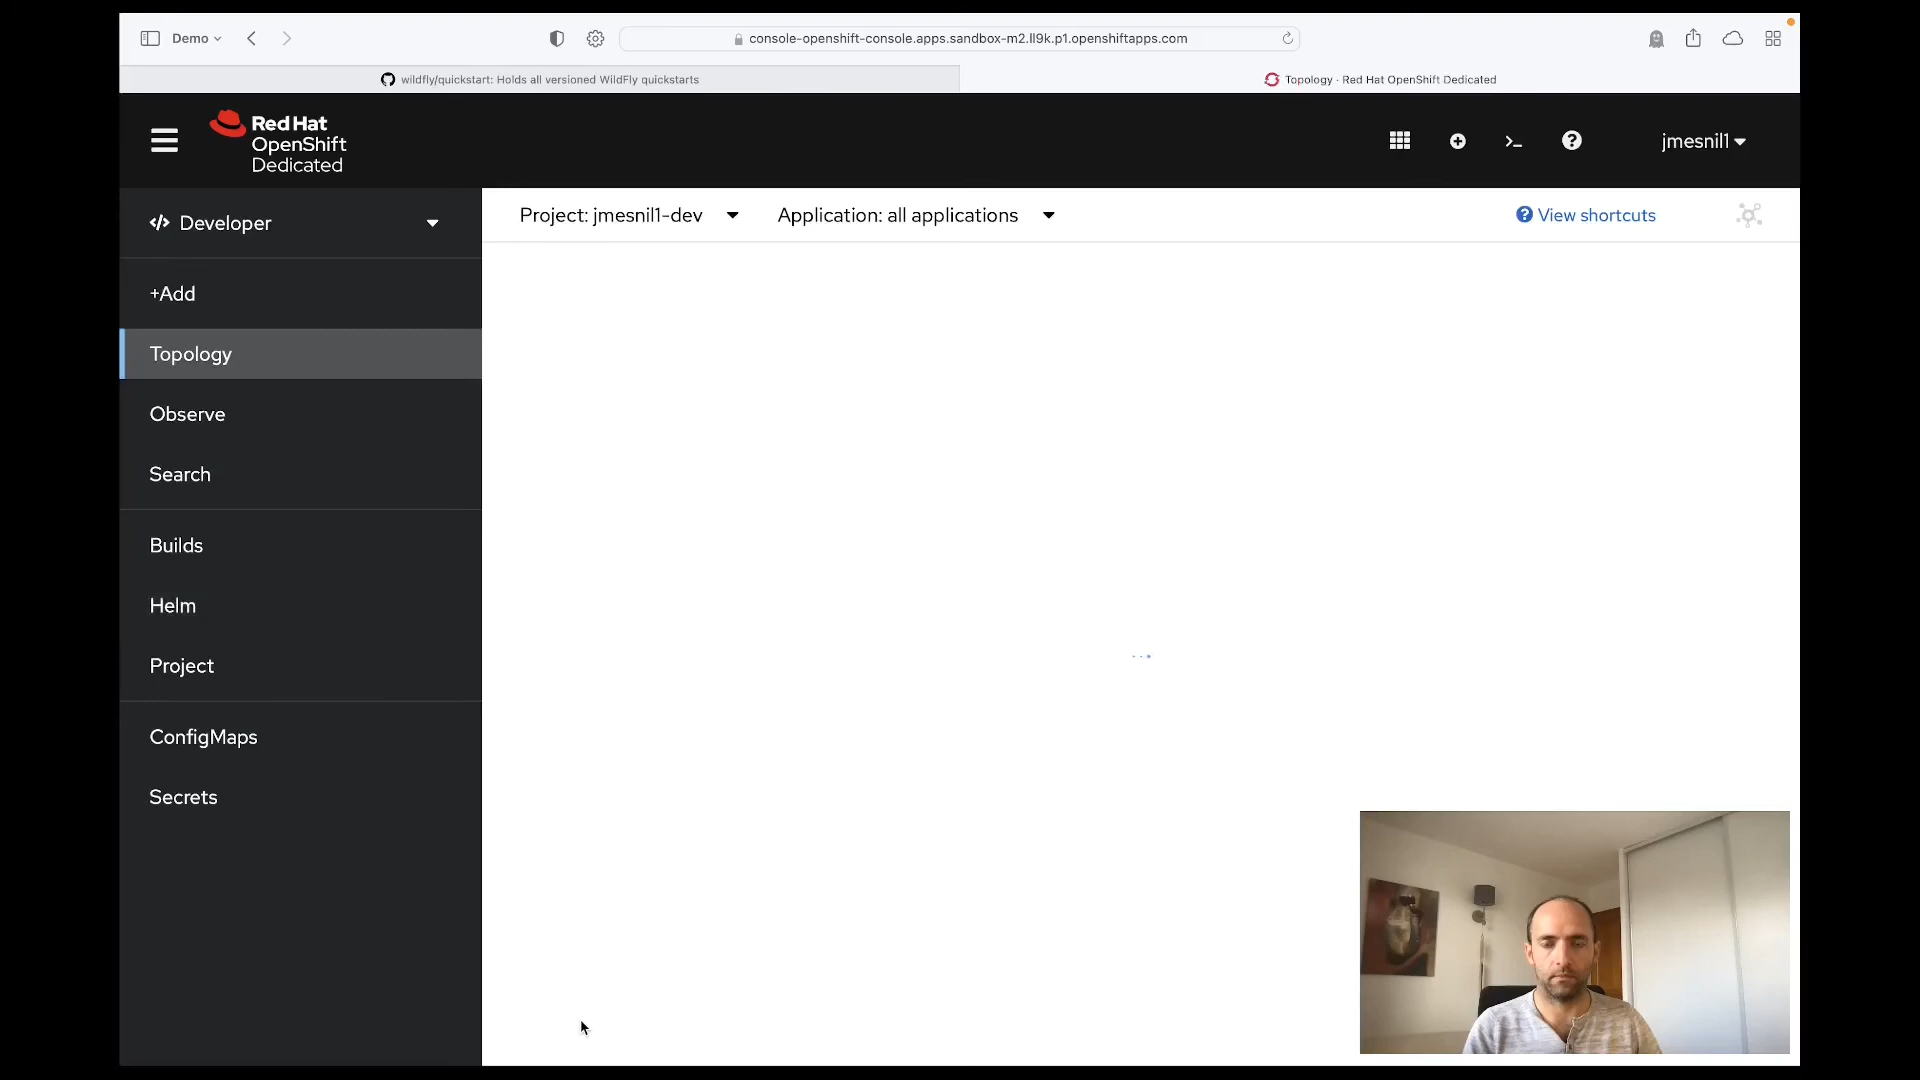 Demo
console-openshift-console.apps.sandbox-m2.ll9k.p1.openshiftapps.com
wildfly/quickstart: Holds all versioned WildFly quickstarts
Topology · Red Hat OpenShift Dedicated
Red Hat
OpenShift
Dedicated
jmesnil1
Developer
Project: jmesnil1-dev
Application: all applications
View shortcuts
+Add
Topology
Observe
Search
Builds
Helm
Project
ConfigMaps
Secrets